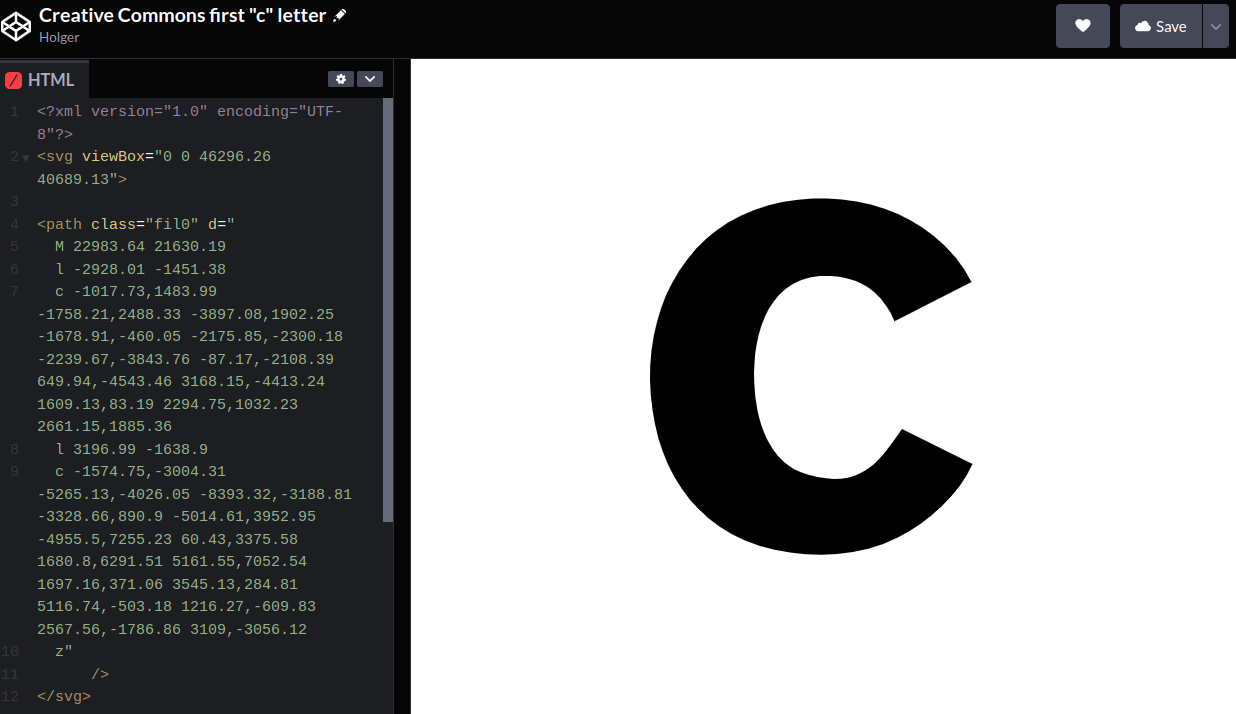 Creative Commons first "c" letter
Holger
Save
HTML
1 <?xml version="1.0" encoding="UTF-
8"?>
2 <svg viewBox="0 0 46296.26
40689.13">
3
4 <path class="fil0" d="
5 M 22983.64 21630.19
6 l -2928.01 -1451.38
7 c -1017.73,1483.99
-1758.21,2488.33 -3897.08,1902.25
-1678.91,-460.05 -2175.85,-2300.18
-2239.67,-3843.76 -87.17,-2108.39
649.94,-4543.46 3168.15,-4413.24
1609.13,83.19 2294.75,1032.23
2661.15,1885.36
8 l 3196.99 -1638.9
9 c -1574.75,-3004.31
-5265.13,-4026.05 -8393.32,-3188.81
-3328.66,890.9 -5014.61,3952.95
-4955.5,7255.23 60.43,3375.58
1680.8,6291.51 5161.55,7052.54
1697.16,371.06 3545.13,284.81
5116.74,-503.18 1216.27,-609.83
2567.56,-1786.86 3109,-3056.12
10 z"
11 />
12 </svg>
c